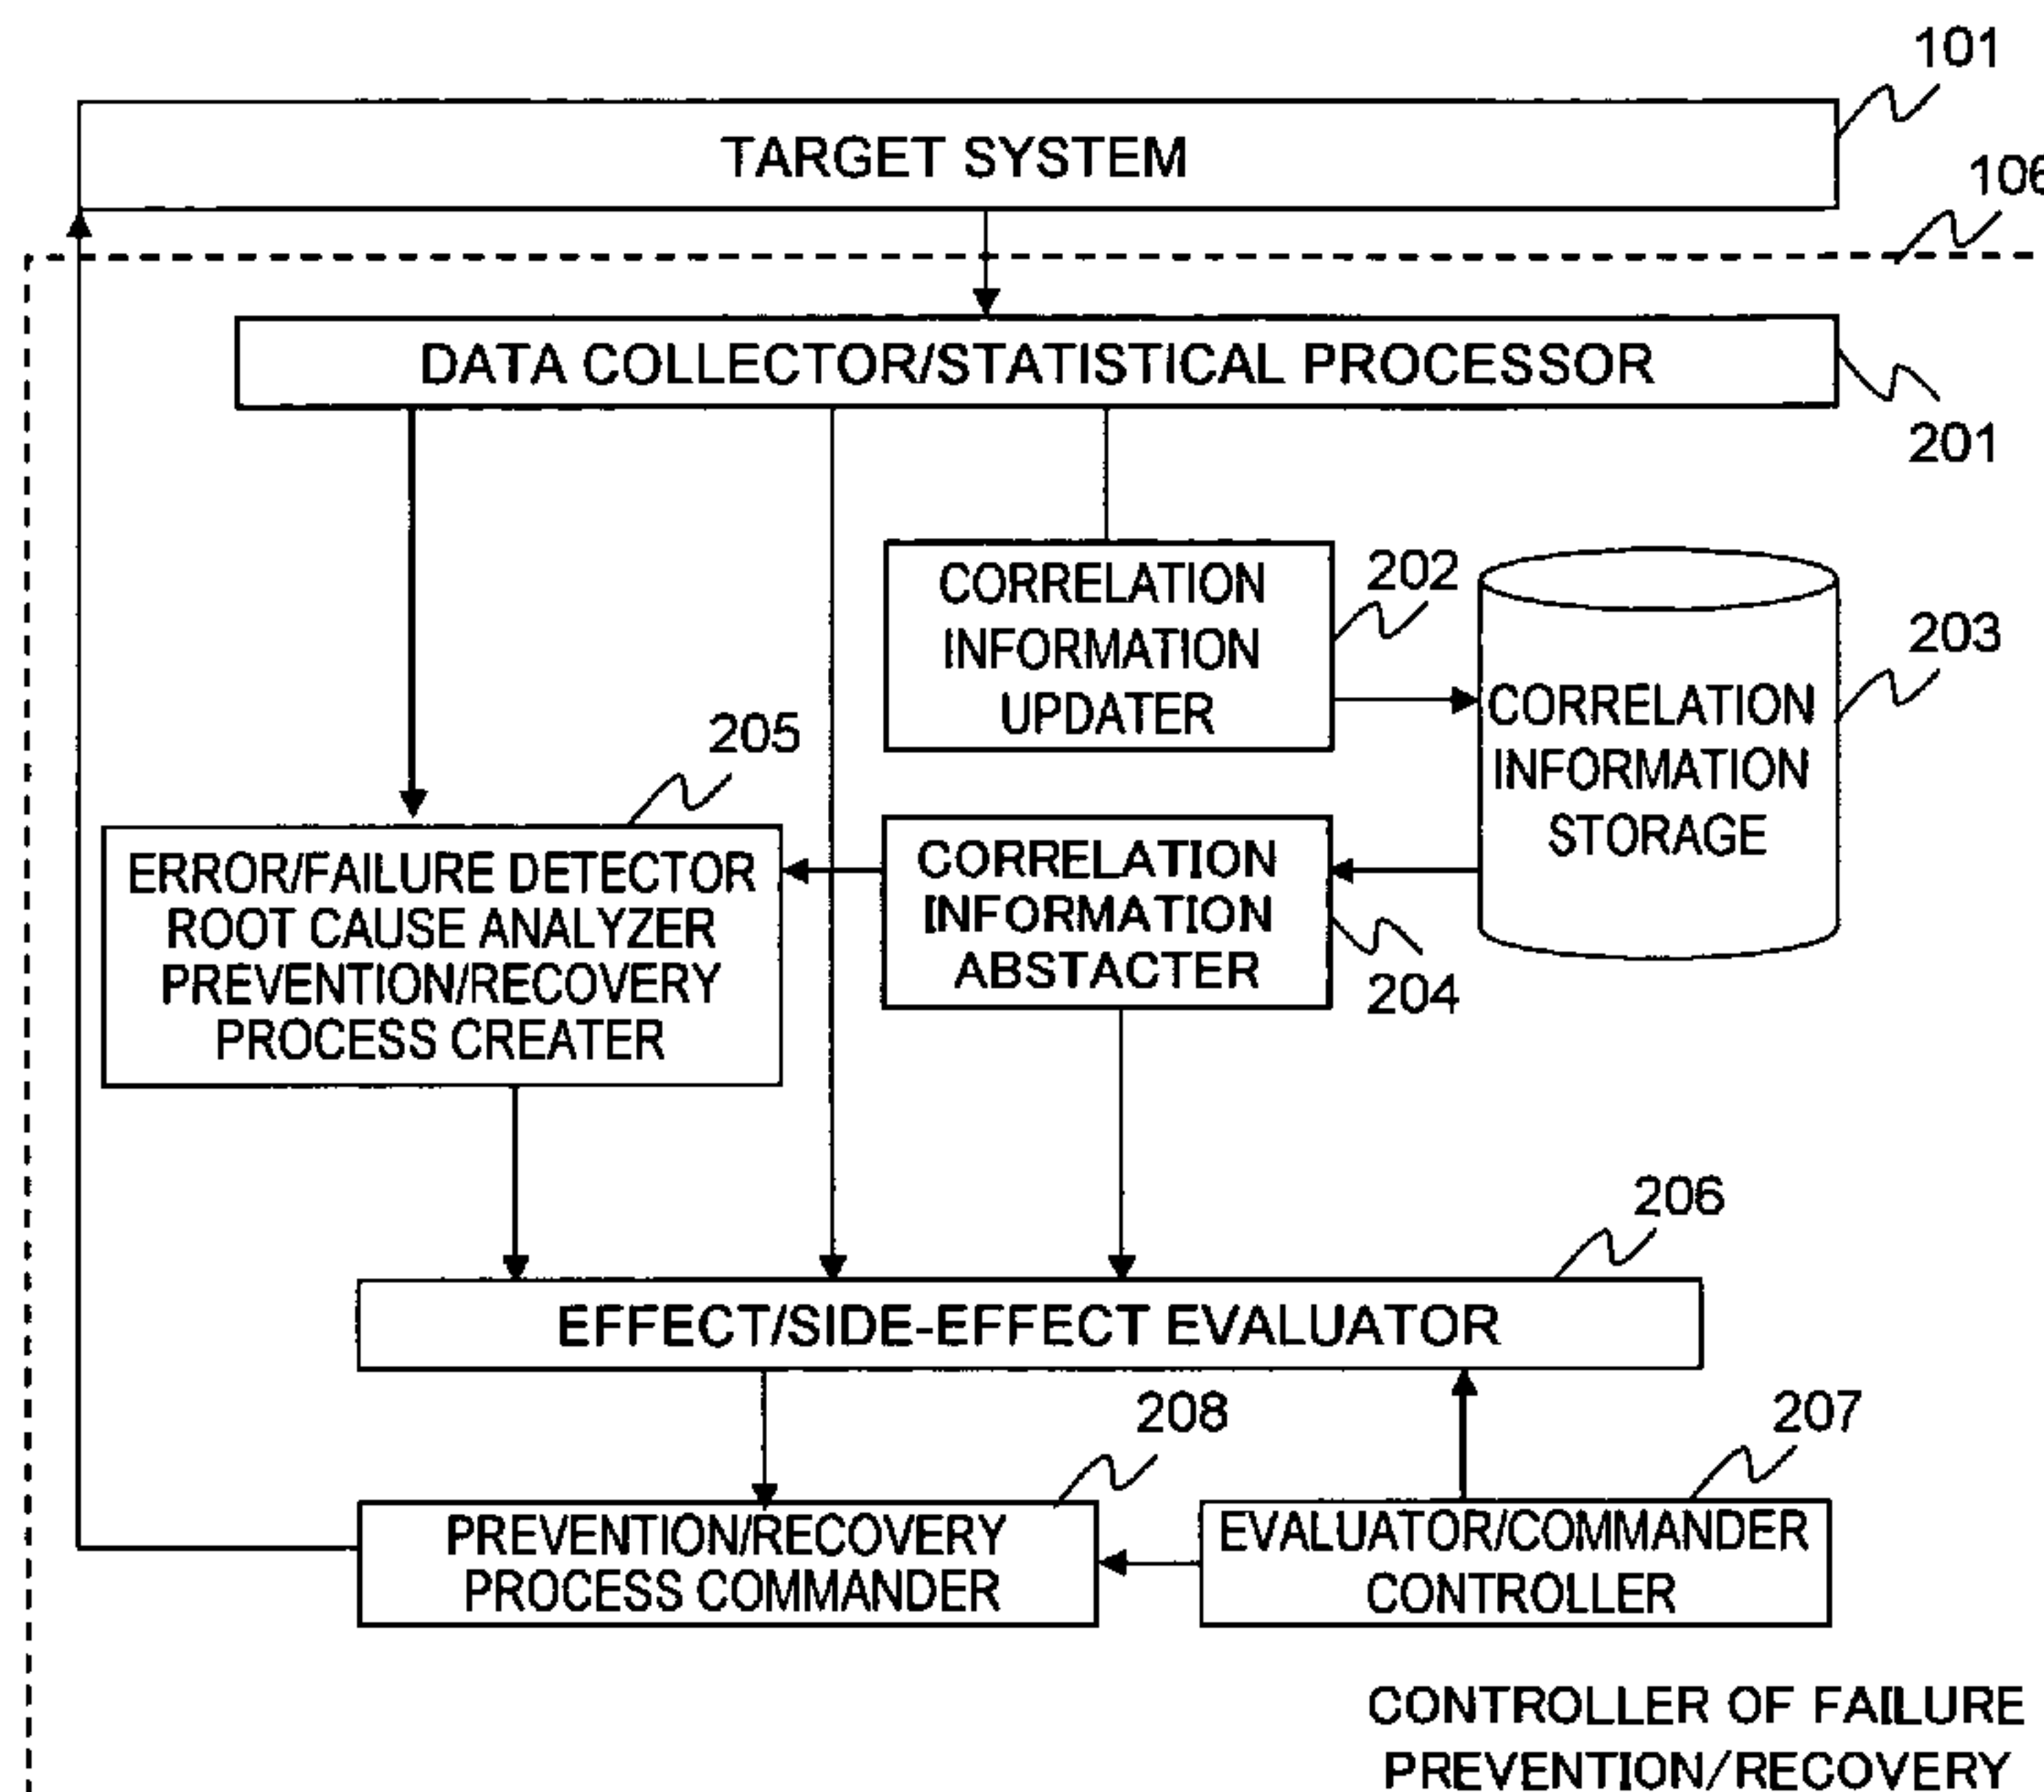 101
TARGET SYSTEM
106
DATA COLLECTOR/STATISTICAL PROCESSOR
201
CORRELATION
INFORMATION
UPDATER
202
203
CORRELATION
INFORMATION
STORAGE
205
ERROR/FAILURE DETECTOR
ROOT CAUSE ANALYZER
PREVENTION/RECOVERY
PROCESS CREATER
CORRELATION
INFORMATION
ABSTACTER
204
206
EFFECT/SIDE-EFFECT EVALUATOR
208
207
PREVENTION/RECOVERY
PROCESS COMMANDER
EVALUATOR/COMMANDER
CONTROLLER
CONTROLLER OF FAILURE
PREVENTION/RECOVERY